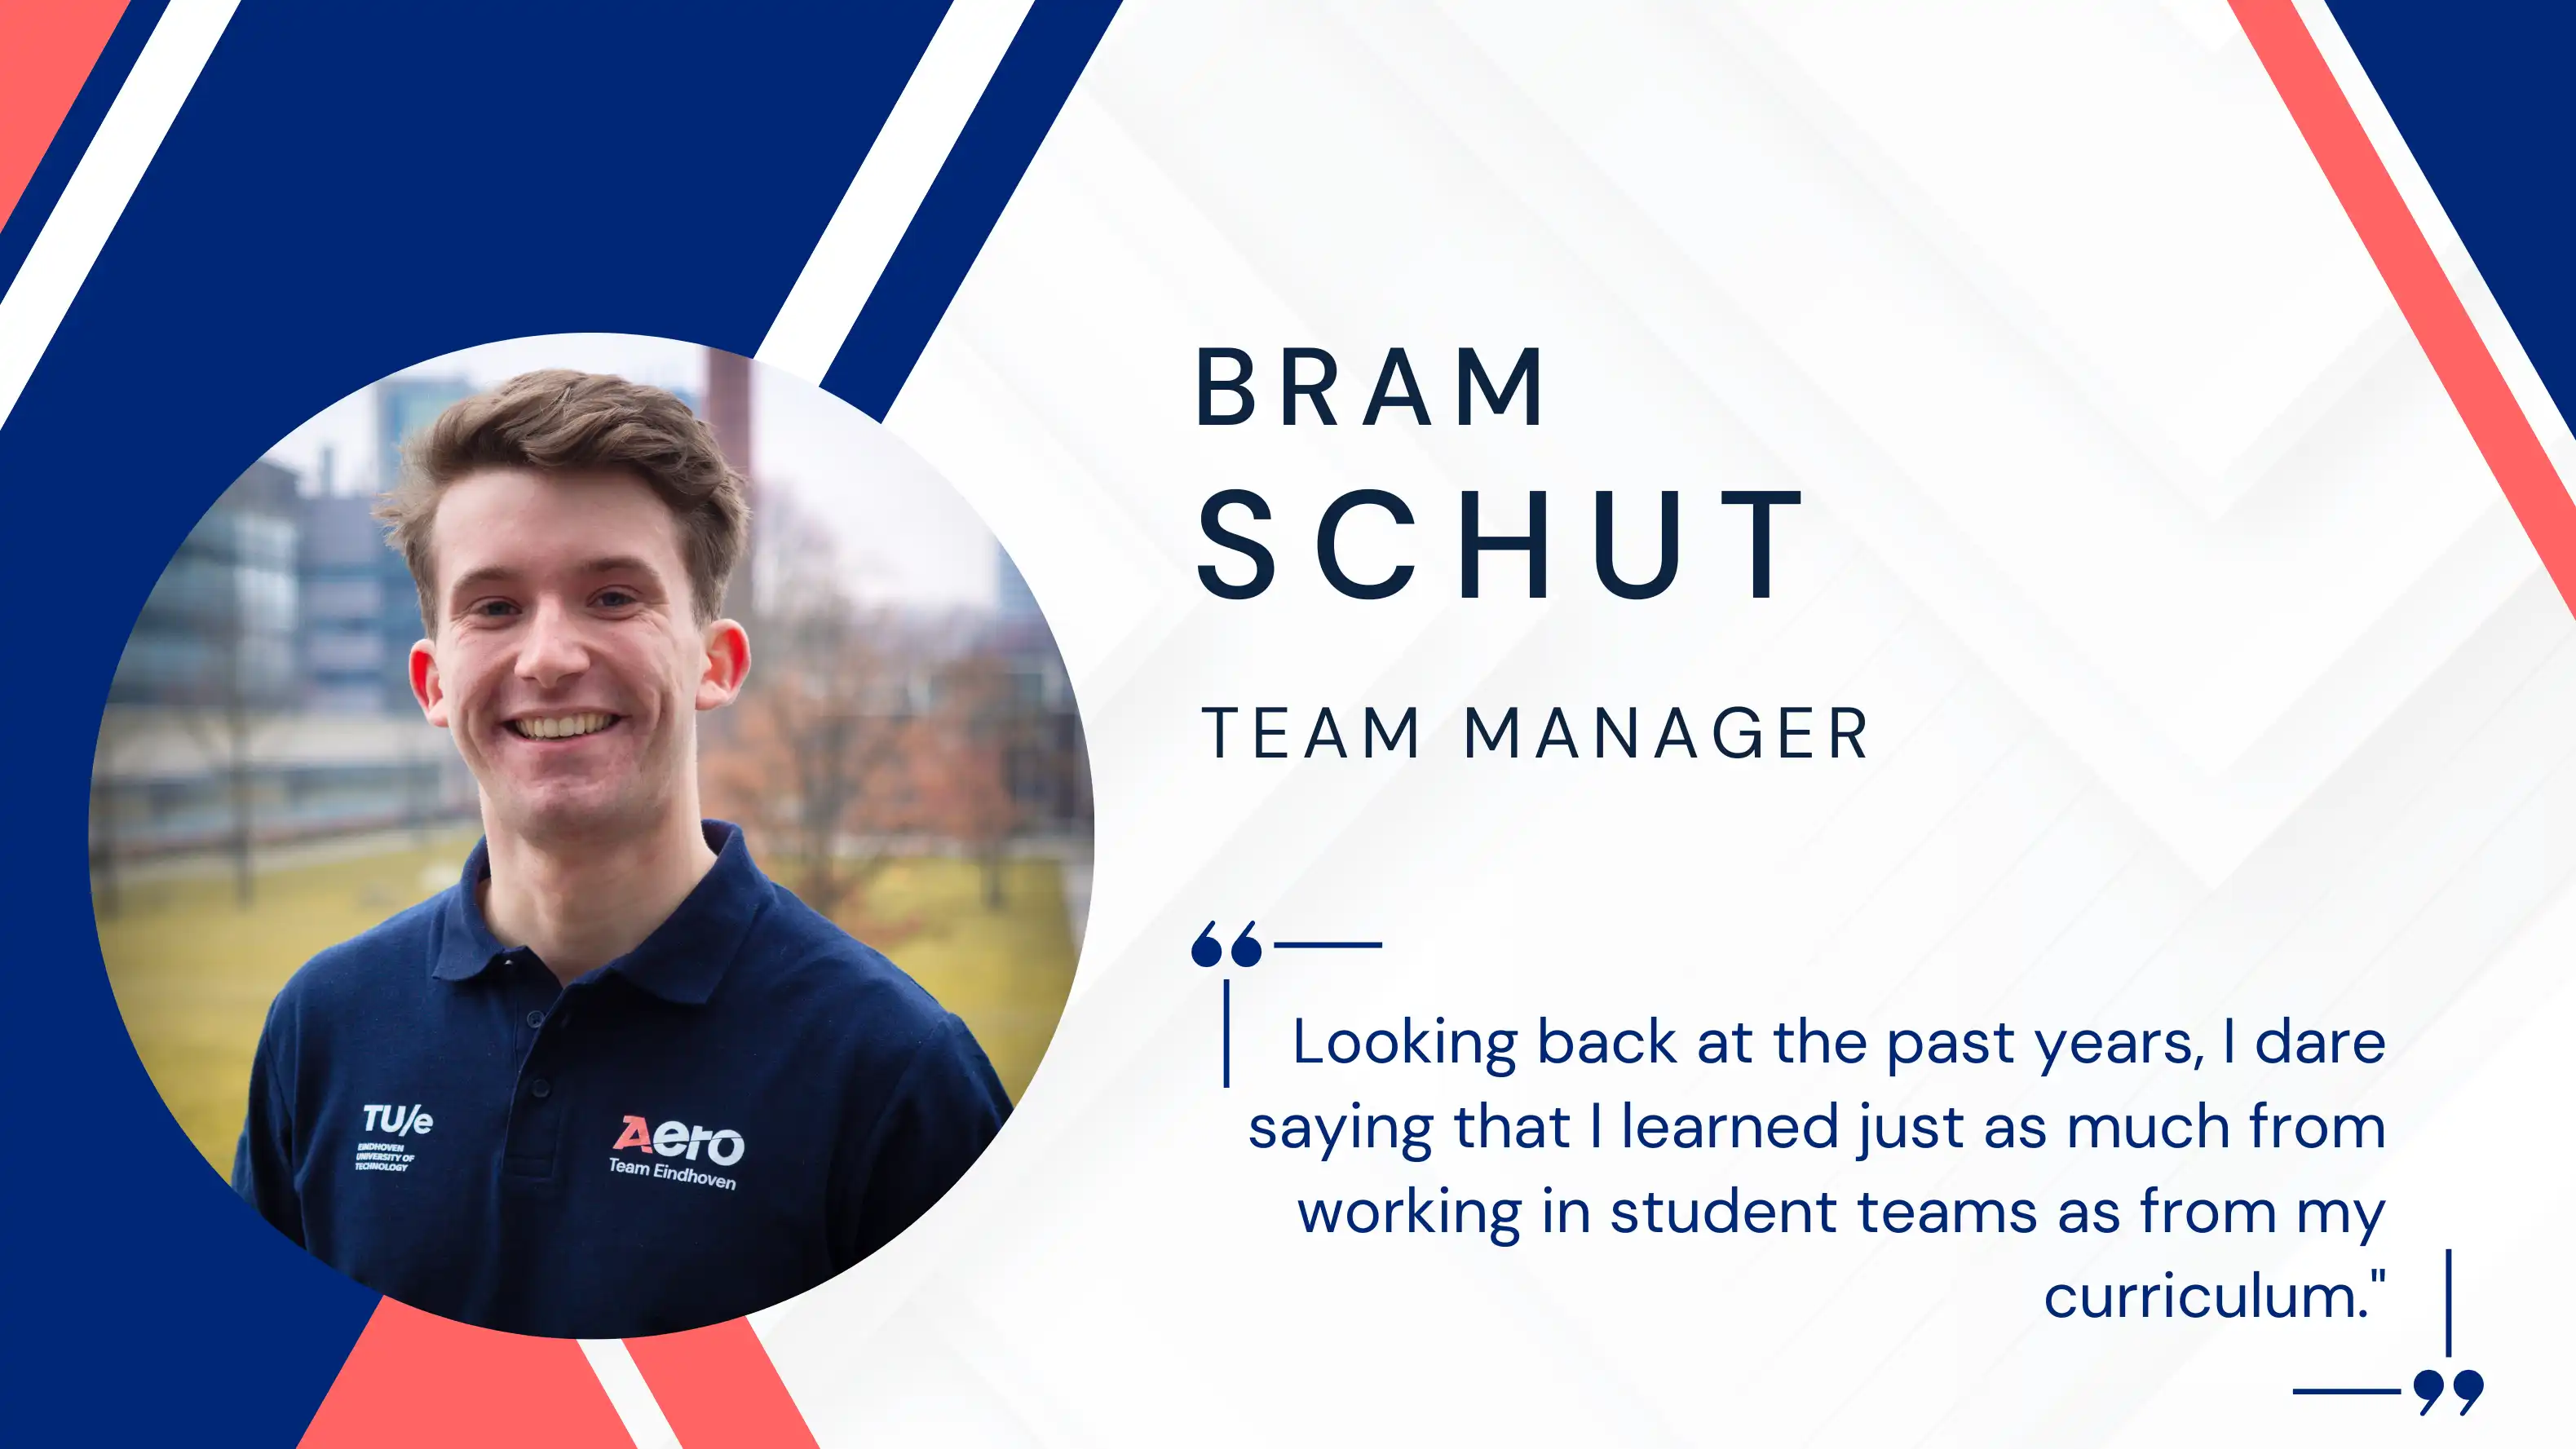 BRAM
SCHUT
TEAM MANAGER
“
Looking back at the past years, I dare
saying that I learned just as much from
working in student teams as from my
curriculum."
”
TU/e
EINDHOVEN
UNIVERSITY OF
TECHNOLOGY
Aero
Team Eindhoven